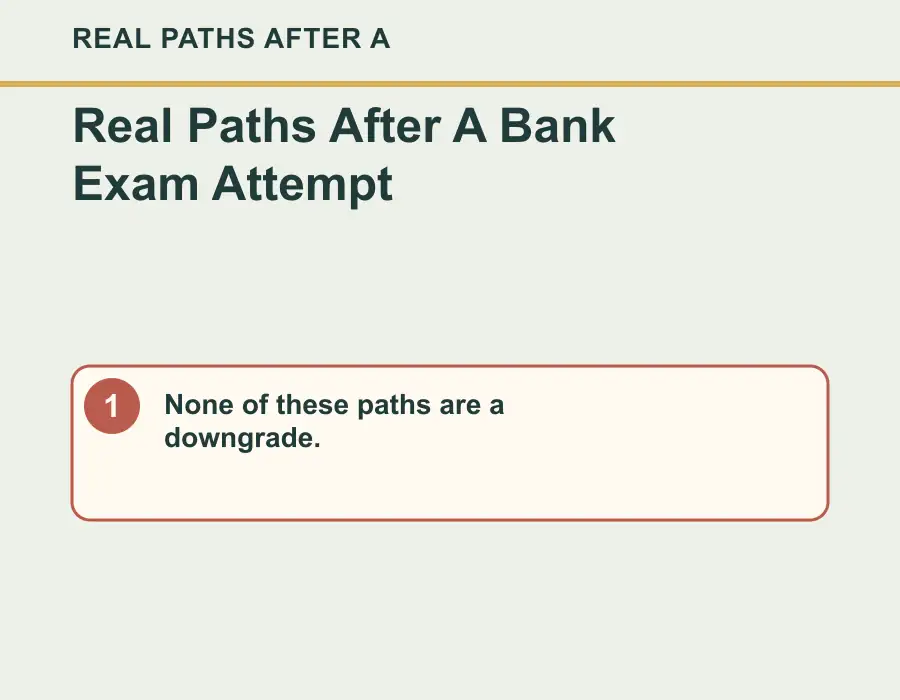 REAL PATHS AFTER A
Real Paths After A Bank
Exam Attempt
1
None of these paths are a
downgrade.